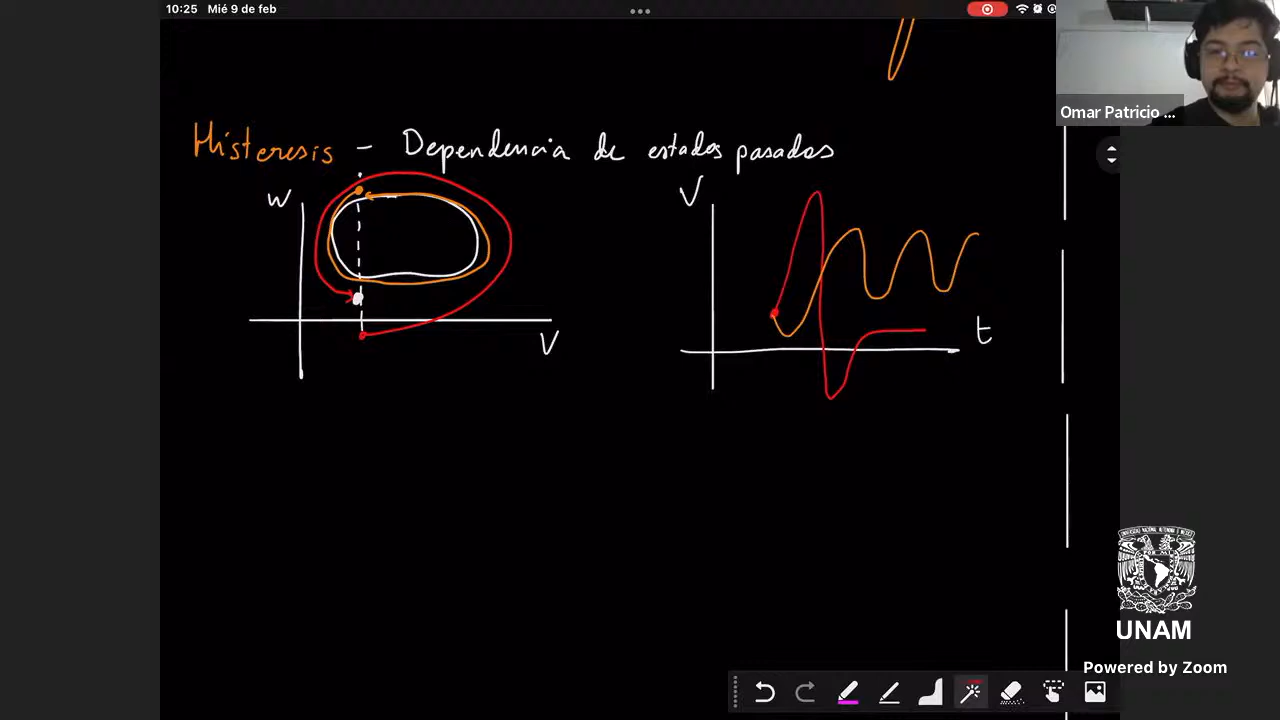 10:25 Mié 9 de feb
Omar Patricio ...
Histeresis - Dependencia de estados pasados
W
V
V
t
UNAM
Powered by Zoom